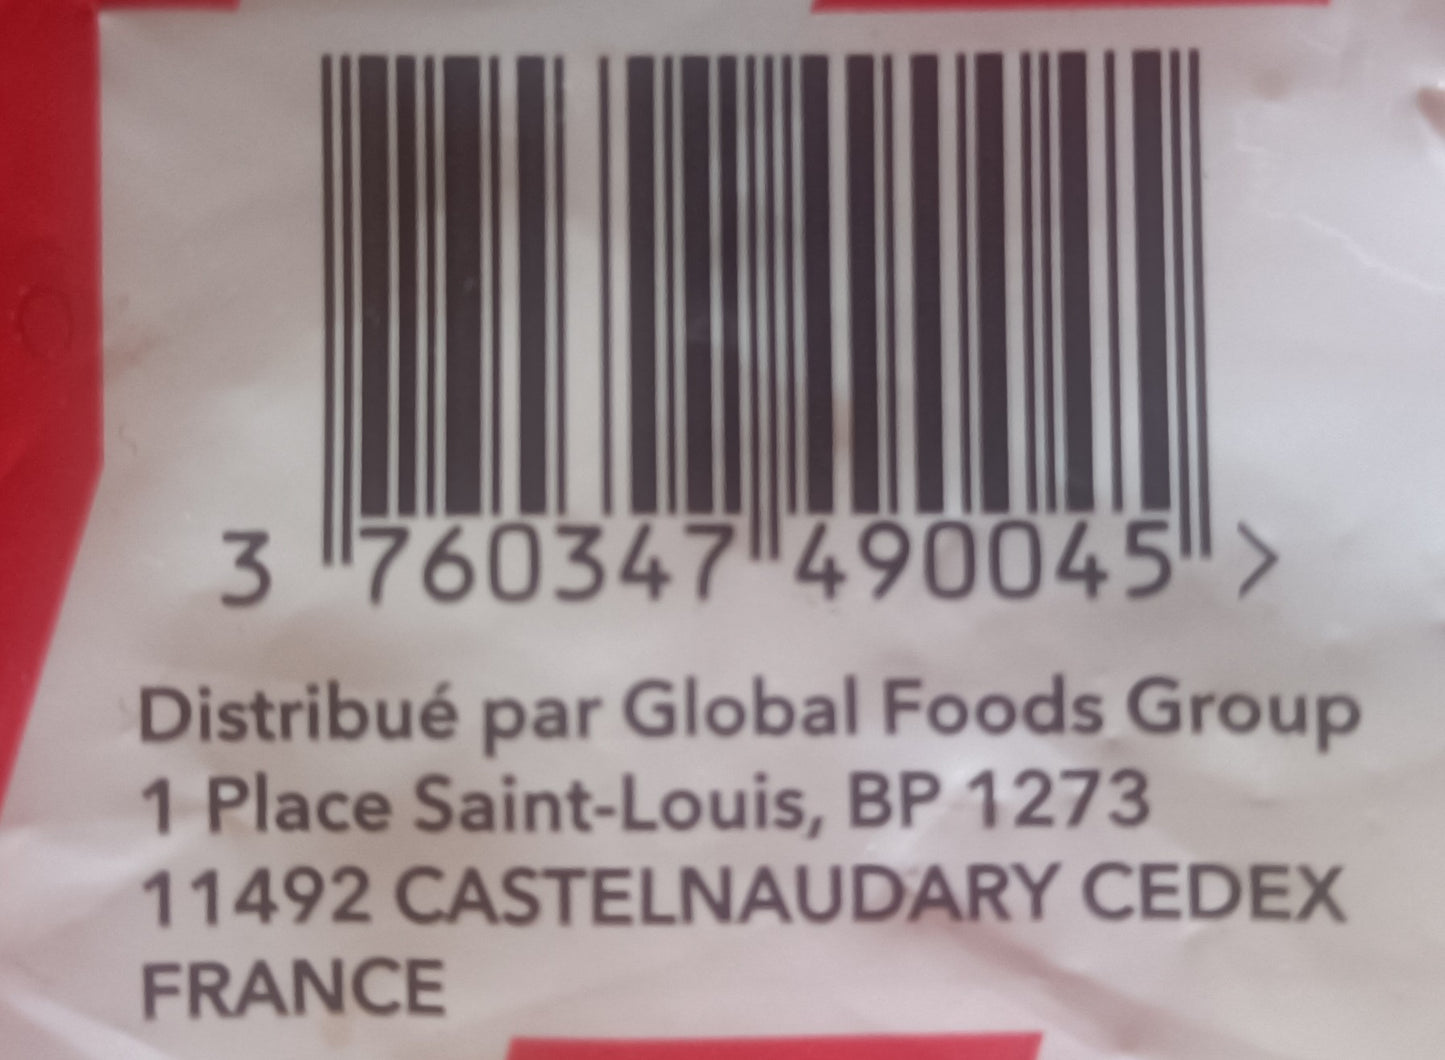 3 760347 490045 >
Distribué par Global Foods Group
1 Place Saint-Louis, BP 1273
11492 CASTELNAUDARY CEDEX
FRANCE